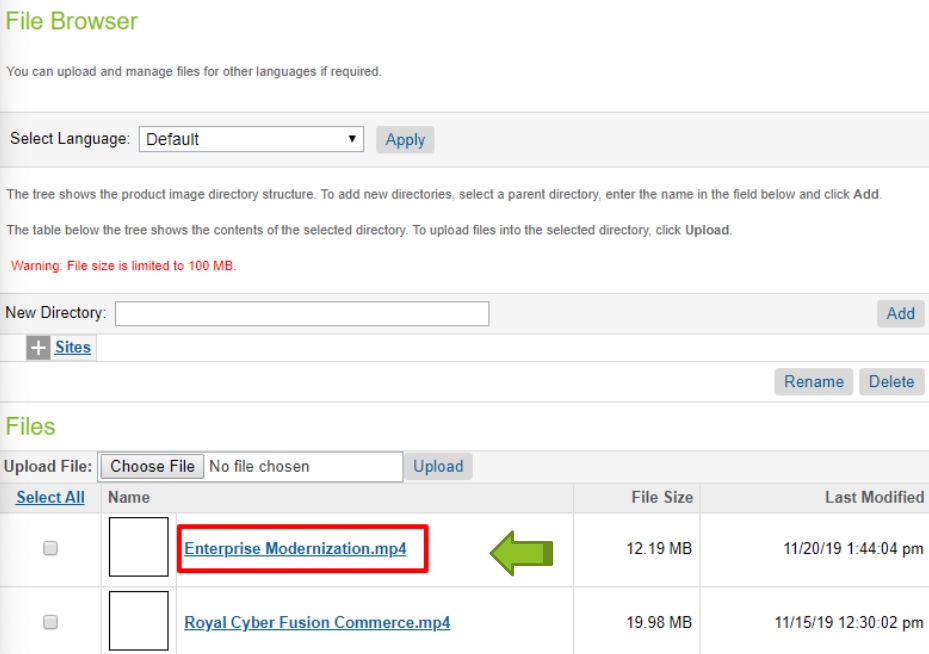 File Browser
You can upload and manage files for other languages if required.
Select Language: Default Apply
The tree shows the product image directory structure. To add new directories, select a parent directory, enter the name in the field below and click Add.
The table below the tree shows the contents of the selected directory. To upload files into the selected directory, click Upload.
Warning: File size is limited to 100 MB.
New Directory: Add
Sites
Rename Delete
Files
Upload File: Choose File No file chosen Upload
Select All Name File Size Last Modified
Enterprise Modernization.mp4 12.19 MB 11/20/19 1:44:04 pm
Royal Cyber Fusion Commerce.mp4 19.98 MB 11/15/19 12:30:02 pm